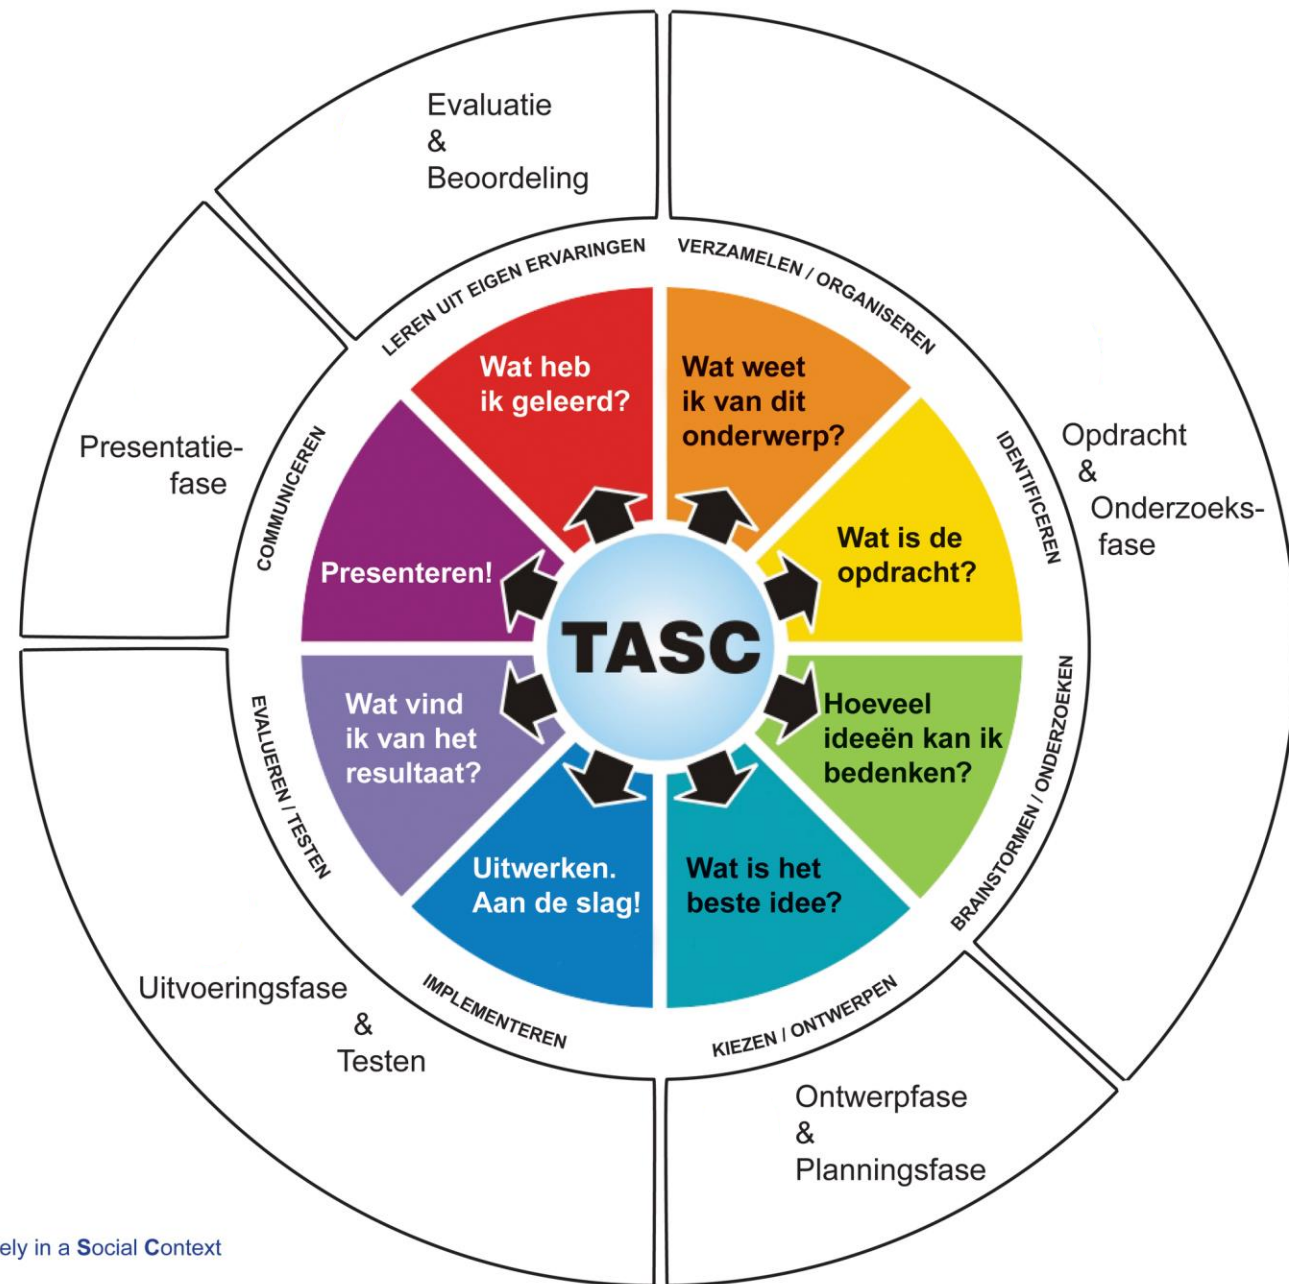 Evaluatie
&
Beoordeling
Opdracht
&
Onderzoeks-
fase
Ontwerpfase
&
Planningsfase
Uitvoeringsfase
&
Testen
Presentatie-
fase
LEREN UIT EIGEN ERVARINGEN
VERZAMELEN / ORGANISEREN
IDENTIFICEREN
BRAINSTORMEN / ONDERZOEKEN
KIEZEN / ONTWERPEN
IMPLEMENTEREN
EVALUEREN / TESTEN
COMMUNICEREN
Wat heb
ik geleerd?
Wat weet
ik van dit
onderwerp?
Wat is de
opdracht?
Hoeveel
ideeën kan ik
bedenken?
Wat is het
beste idee?
Uitwerken.
Aan de slag!
Wat vind
ik van het
resultaat?
Presenteren!
TASC
ely in a Social Context